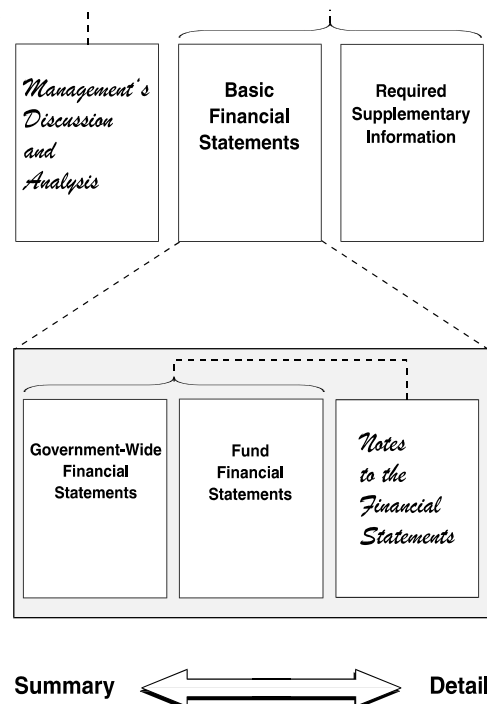 Management's
Discussion
and
Analysis
Basic
Financial
Statements
Required
Supplementary
Information
Government-Wide
Financial
Statements
Fund
Financial
Statements
Notes
to the
Financial
Statements
Summary
Detail